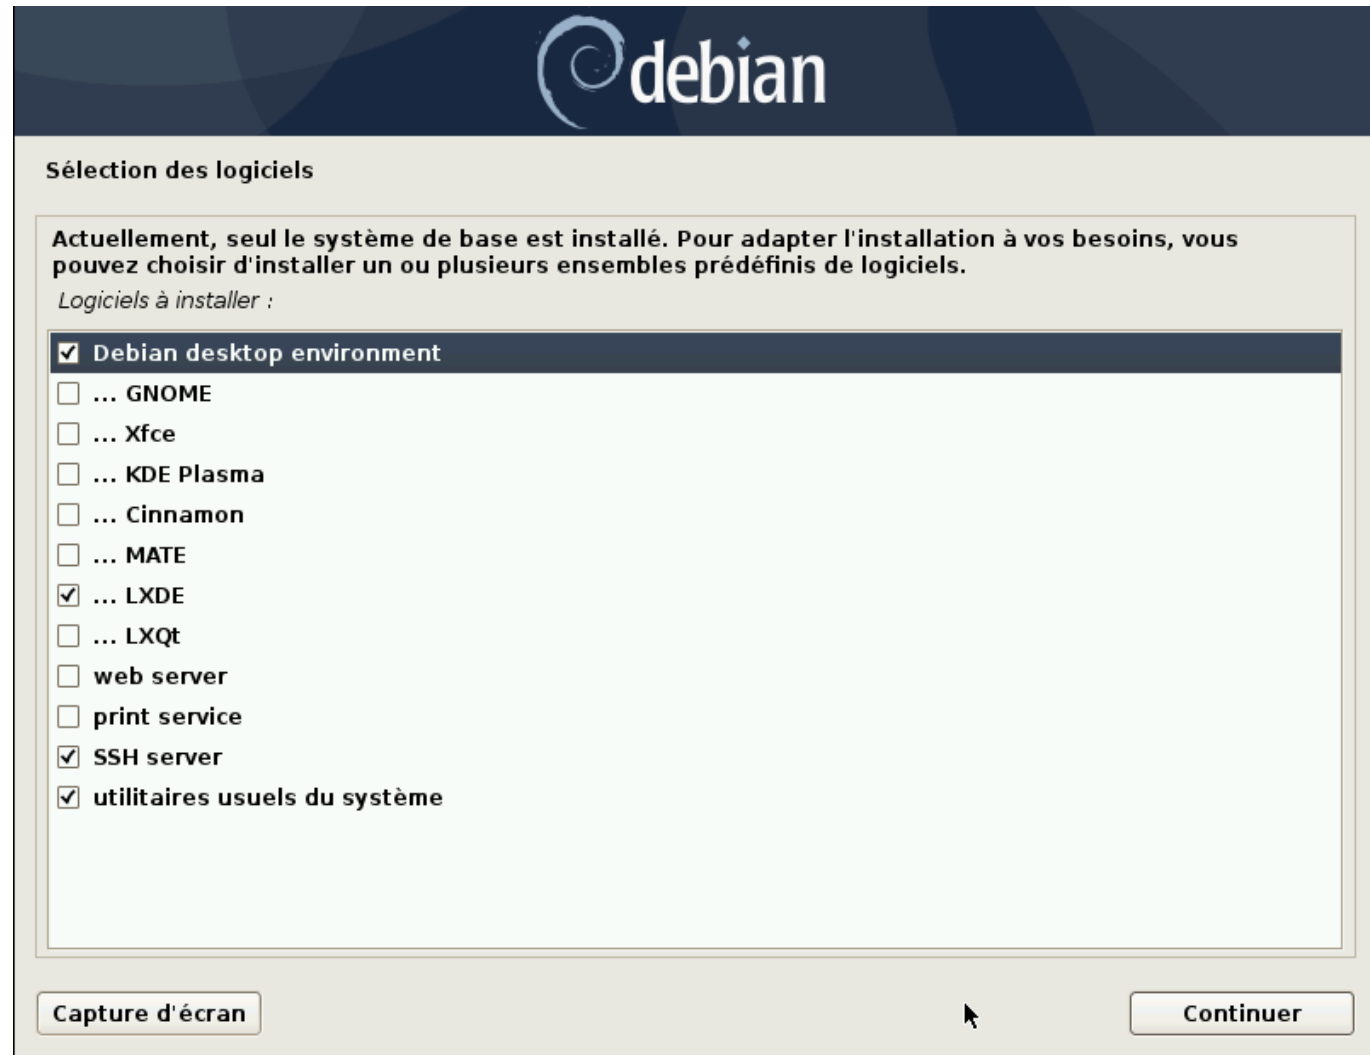 debian
Sélection des logiciels
Actuellement, seul le système de base est installé. Pour adapter l'installation à vos besoins, vous
pouvez choisir d'installer un ou plusieurs ensembles prédéfinis de logiciels.
Logiciels à installer :
Debian desktop environment
... GNOME
... Xfce
... KDE Plasma
... Cinnamon
... MATE
... LXDE
... LXQt
web server
print service
SSH server
utilitaires usuels du système
Capture d'écran
Continuer